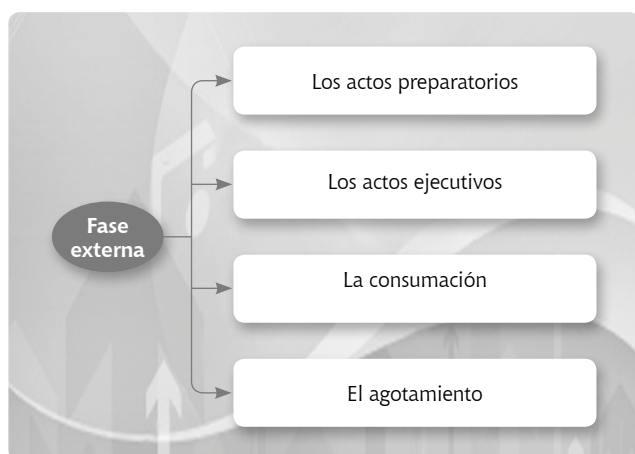 Fase
externa
Los actos preparatorios
Los actos ejecutivos
La consumación
El agotamiento